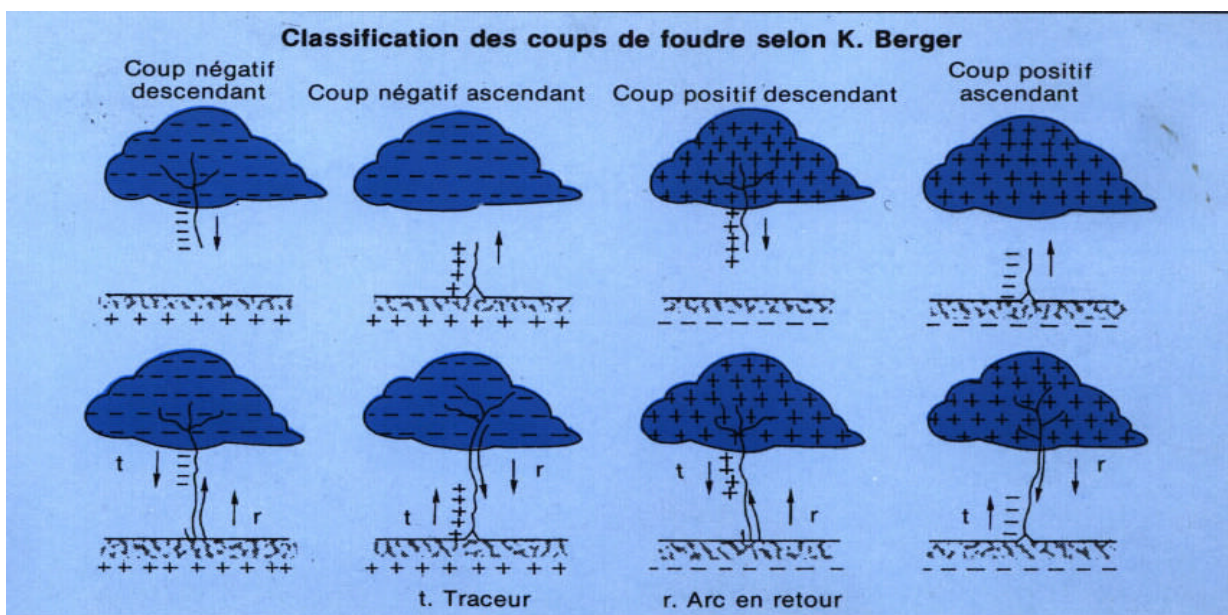 Classification des coups de foudre selon K. Berger
Coup négatif
descendant
Coup négatif ascendant
Coup positif descendant
Coup positif
ascendant
t
r
t
r
t
r
t
r
t. Traceur
r. Arc en retour